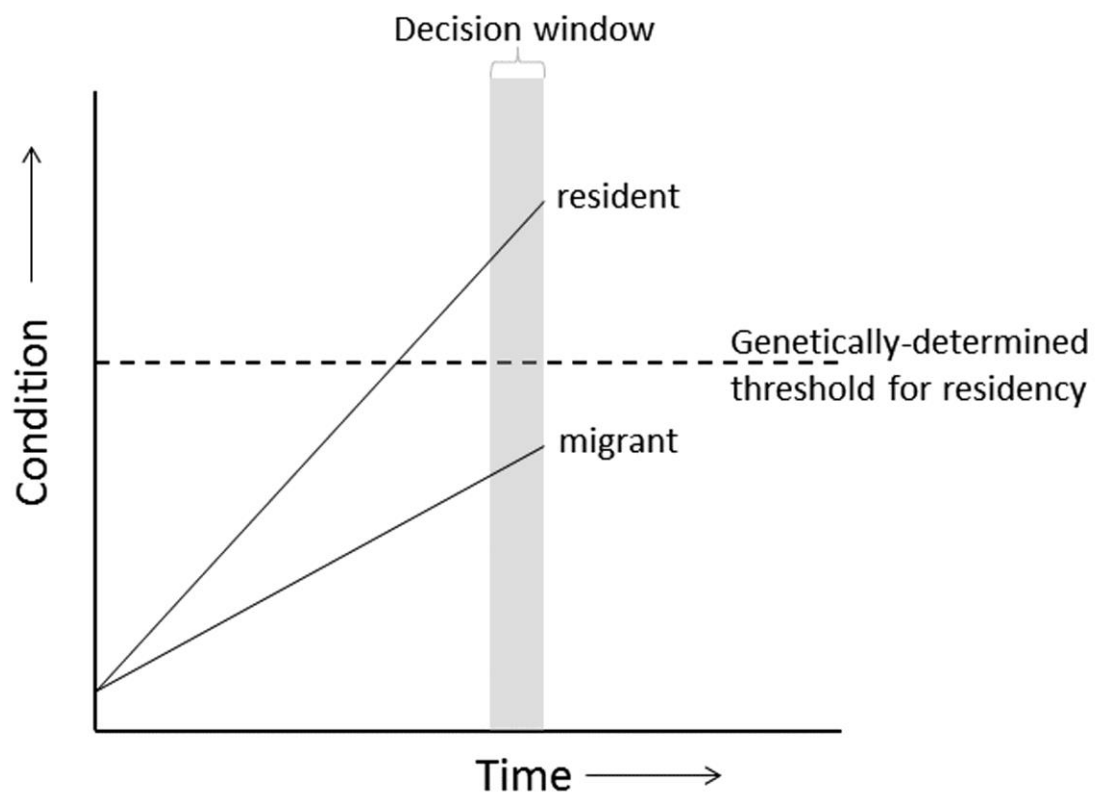 Decision window
resident
Genetically-determined
threshold for residency
migrant
Condition
Time